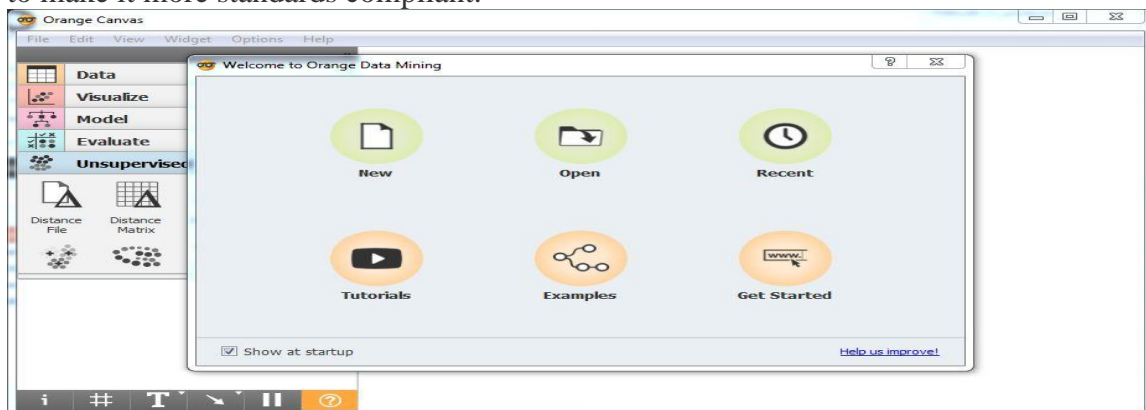 to make it more standards compliant.
Orange Canvas
File Edit View Widget Options Help
Welcome to Orange Data Mining
Data
Visualize
Model
Evaluate
Unsupervised
Distance File
Distance Matrix
New
Open
Recent
www.
Tutorials
Examples
Get Started
Show at startup
Help us improve!
i # T ?